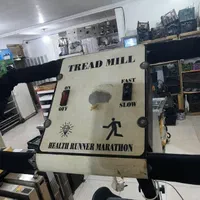 TREAD MILL
ON
FAST
OFF
SLOW
HEALTH RUNNER MARATHON